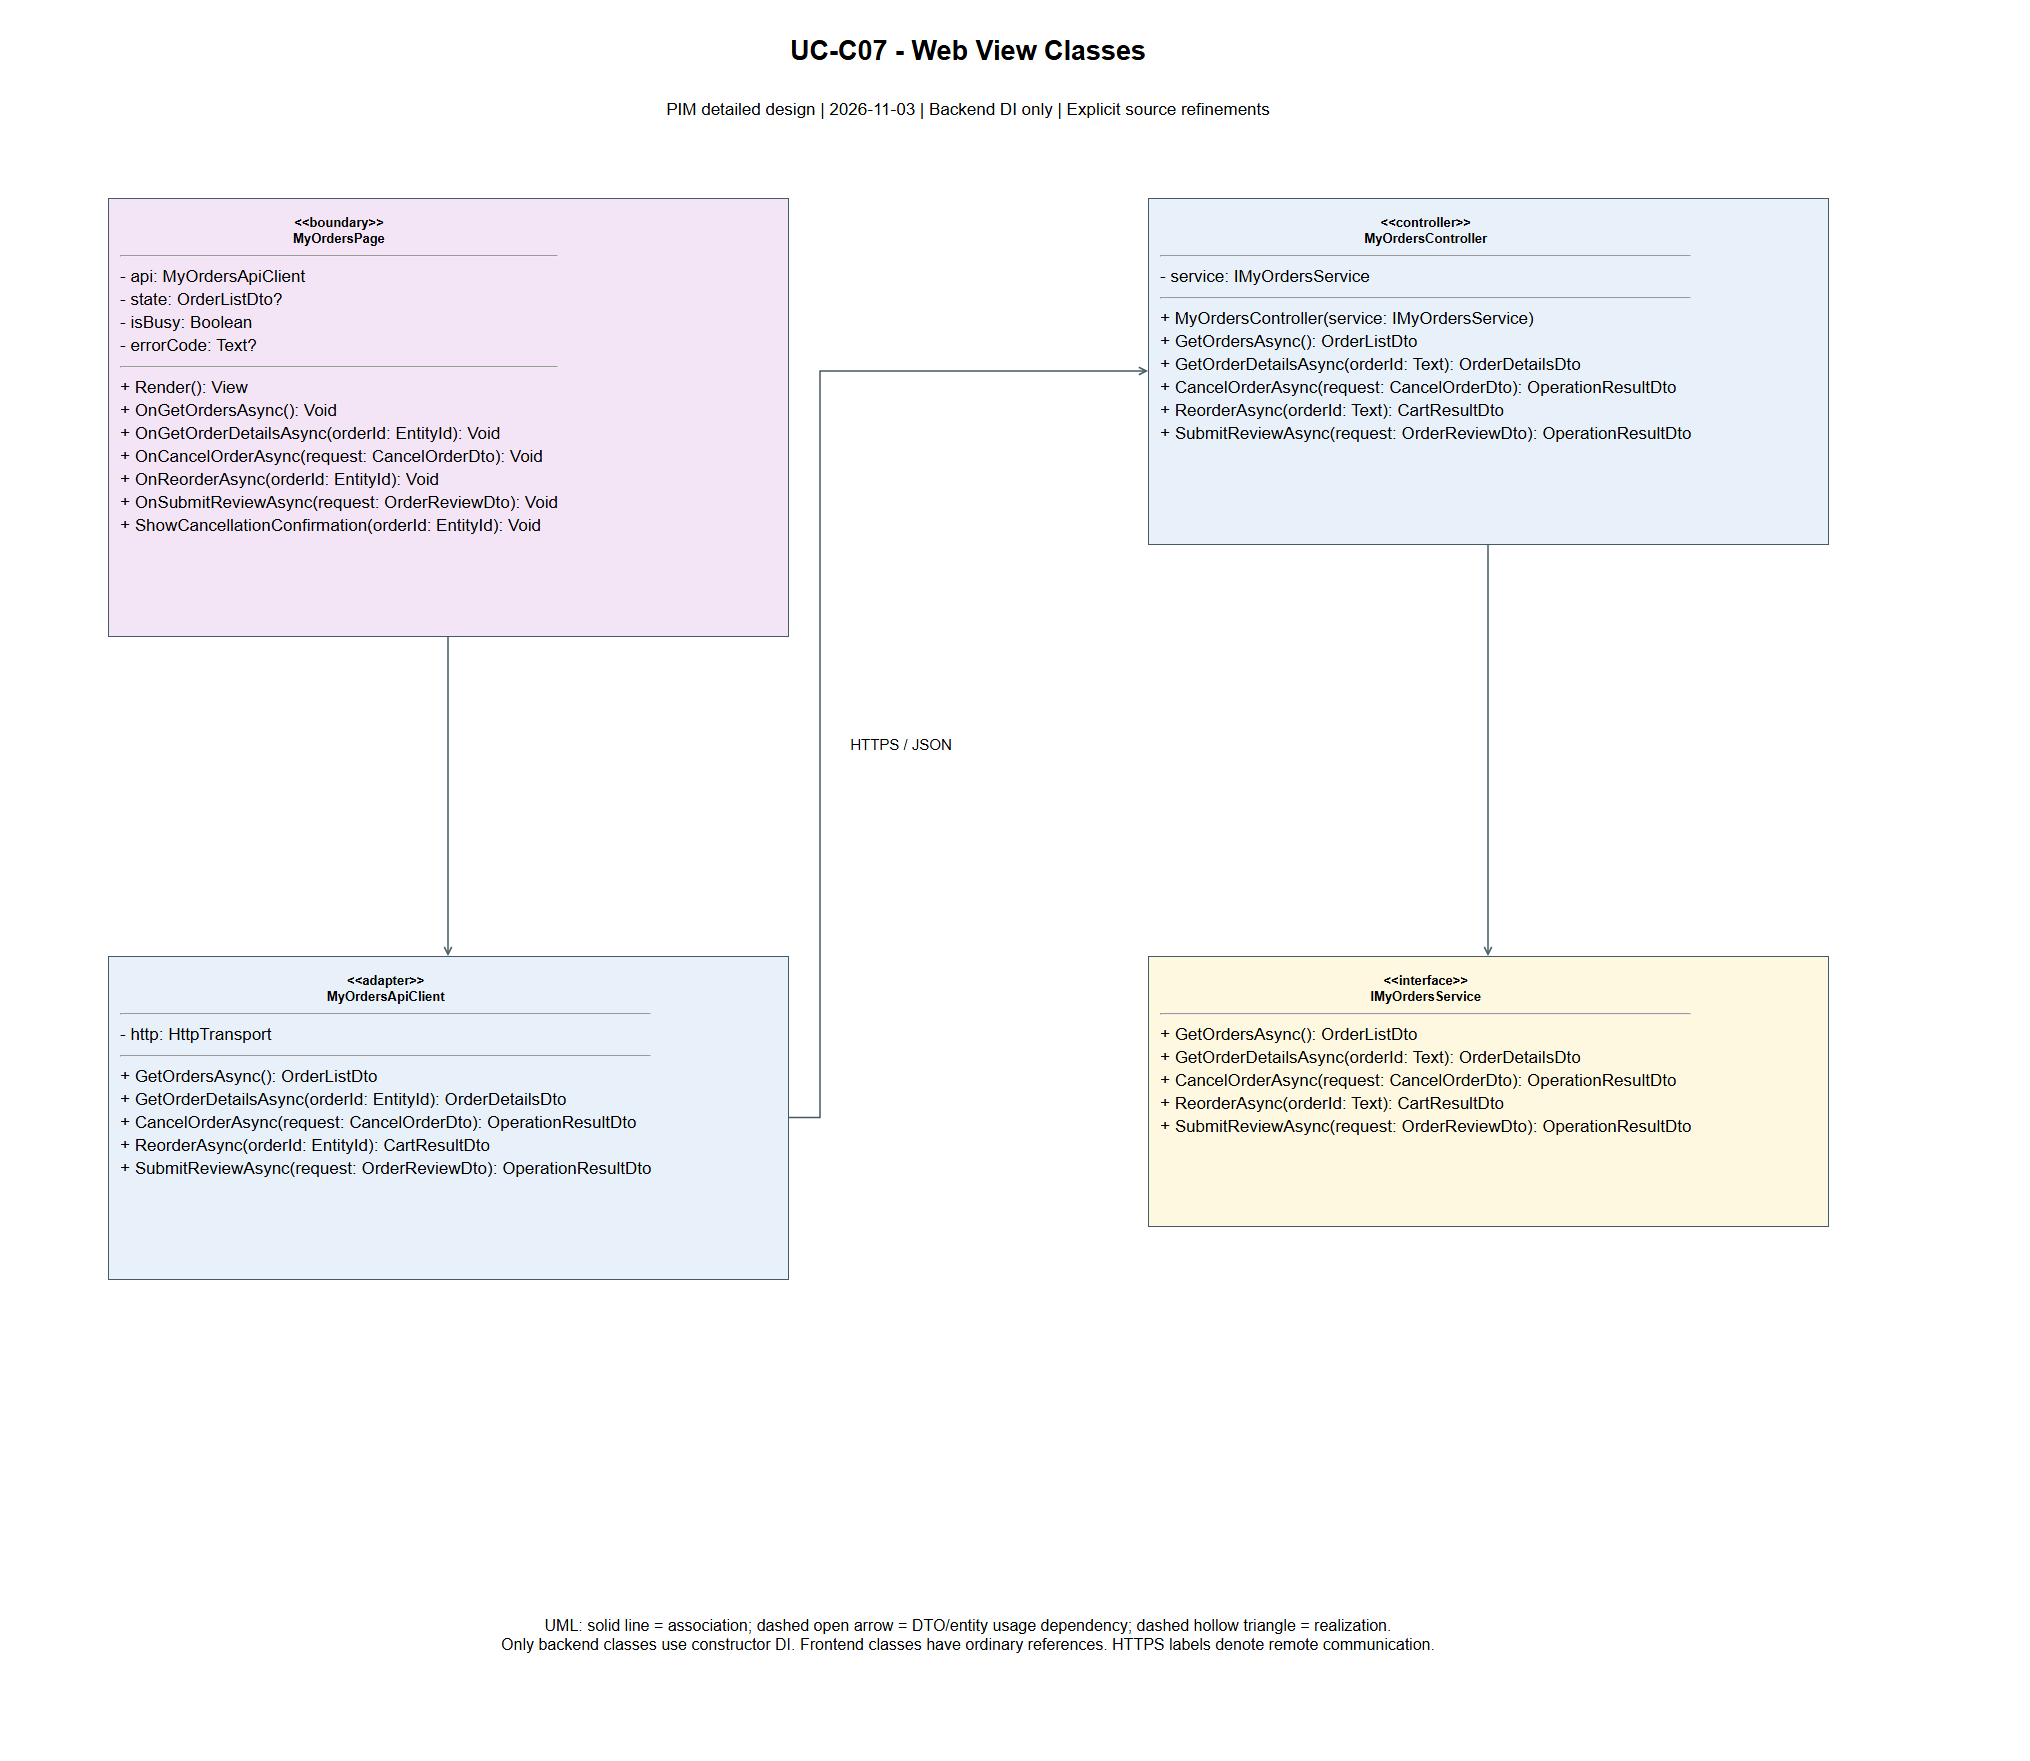 UC-C07 - Web View Classes
PIM detailed design | 2026-11-03 | Backend DI only | Explicit source refinements
<<boundary>>
MyOrdersPage
- api: MyOrdersApiClient
- state: OrderListDto?
- isBusy: Boolean
- errorCode: Text?
+ Render(): View
+ OnGetOrdersAsync(): Void
+ OnGetOrderDetailsAsync(orderId: EntityId): Void
+ OnCancelOrderAsync(request: CancelOrderDto): Void
+ OnReorderAsync(orderId: EntityId): Void
+ OnSubmitReviewAsync(request: OrderReviewDto): Void
+ ShowCancellationConfirmation(orderId: EntityId): Void
<<controller>>
MyOrdersController
- service: IMyOrdersService
+ MyOrdersController(service: IMyOrdersService)
+ GetOrdersAsync(): OrderListDto
+ GetOrderDetailsAsync(orderId: Text): OrderDetailsDto
+ CancelOrderAsync(request: CancelOrderDto): OperationResultDto
+ ReorderAsync(orderId: Text): CartResultDto
+ SubmitReviewAsync(request: OrderReviewDto): OperationResultDto
HTTPS / JSON
<<adapter>>
MyOrdersApiClient
- http: HttpTransport
+ GetOrdersAsync(): OrderListDto
+ GetOrderDetailsAsync(orderId: EntityId): OrderDetailsDto
+ CancelOrderAsync(request: CancelOrderDto): OperationResultDto
+ ReorderAsync(orderId: EntityId): CartResultDto
+ SubmitReviewAsync(request: OrderReviewDto): OperationResultDto
<<interface>>
IMyOrdersService
+ GetOrdersAsync(): OrderListDto
+ GetOrderDetailsAsync(orderId: Text): OrderDetailsDto
+ CancelOrderAsync(request: CancelOrderDto): OperationResultDto
+ ReorderAsync(orderId: Text): CartResultDto
+ SubmitReviewAsync(request: OrderReviewDto): OperationResultDto
UML: solid line = association; dashed open arrow = DTO/entity usage dependency; dashed hollow triangle = realization.
Only backend classes use constructor DI. Frontend classes have ordinary references. HTTPS labels denote remote communication.